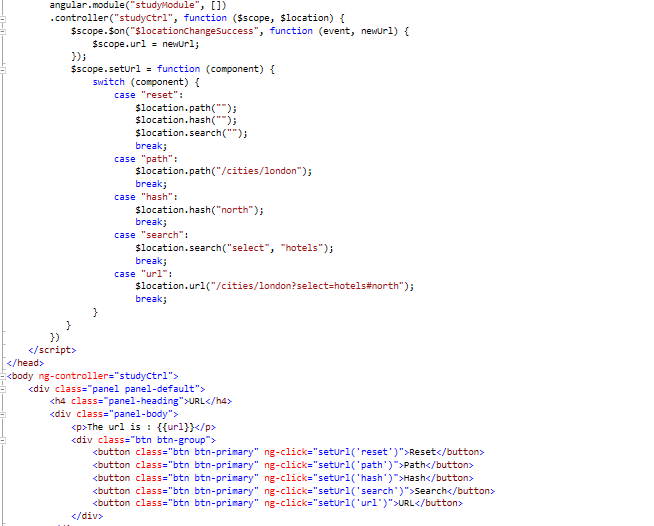 angular.module("studyModule", [])
.controller("studyCtrl", function ($scope, $location) {
$scope.$on("$locationChangeSuccess", function (event, newUrl) {
$scope.url = newUrl;
});
$scope.setUrl = function (component) {
switch (component) {
case "reset":
$location.path("");
$location.hash("");
$location.search("");
break;
case "path":
$location.path("/cities/london");
break;
case "hash":
$location.hash("north");
break;
case "search":
$location.search("select", "hotels");
break;
case "url":
$location.url("/cities/london?select=hotels#north");
break;
}
}
})
</script>
</head>
<body ng-controller="studyCtrl">
<div class="panel panel-default">
<h4 class="panel-heading">URL</h4>
<div class="panel-body">
<p>The url is : {{url}}</p>
<div class="btn btn-group">
<button class="btn btn-primary" ng-click="setUrl('reset')">Reset</button>
<button class="btn btn-primary" ng-click="setUrl('path')">Path</button>
<button class="btn btn-primary" ng-click="setUrl('hash')">Hash</button>
<button class="btn btn-primary" ng-click="setUrl('search')">Search</button>
<button class="btn btn-primary" ng-click="setUrl('url')">URL</button>
</div>